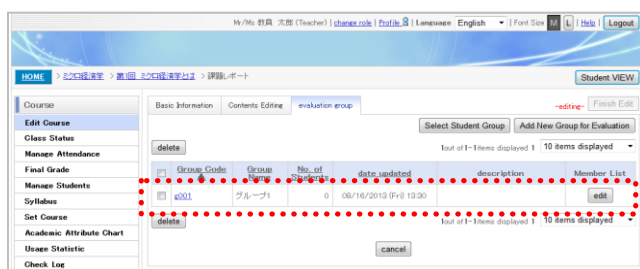 Mr/Ms 教員 太郎 (Teacher) | change role | Profile | Language English | Font Size M L | Help | Logout
HOME > ミクロ経済学 > 第1回 ミクロ経済学とは > 課題レポート
Student VIEW
Course
Edit Course
Class Status
Manage Attendance
Final Grade
Manage Students
Syllabus
Set Course
Academic Attribute Chart
Usage Statistic
Check Log
Basic Information Contents Editing evaluation group
-editing- Finish Edit
Select Student Group Add New Group for Evaluation
delete 1out of1-1items displayed 1 10 items displayed
Group Code Group Name No. of Students date updated description Member List
g001 グループ1 0 08/16/2013 (Fri) 13:30 edit
delete 1out of1-1items displayed 1 10 items displayed
cancel